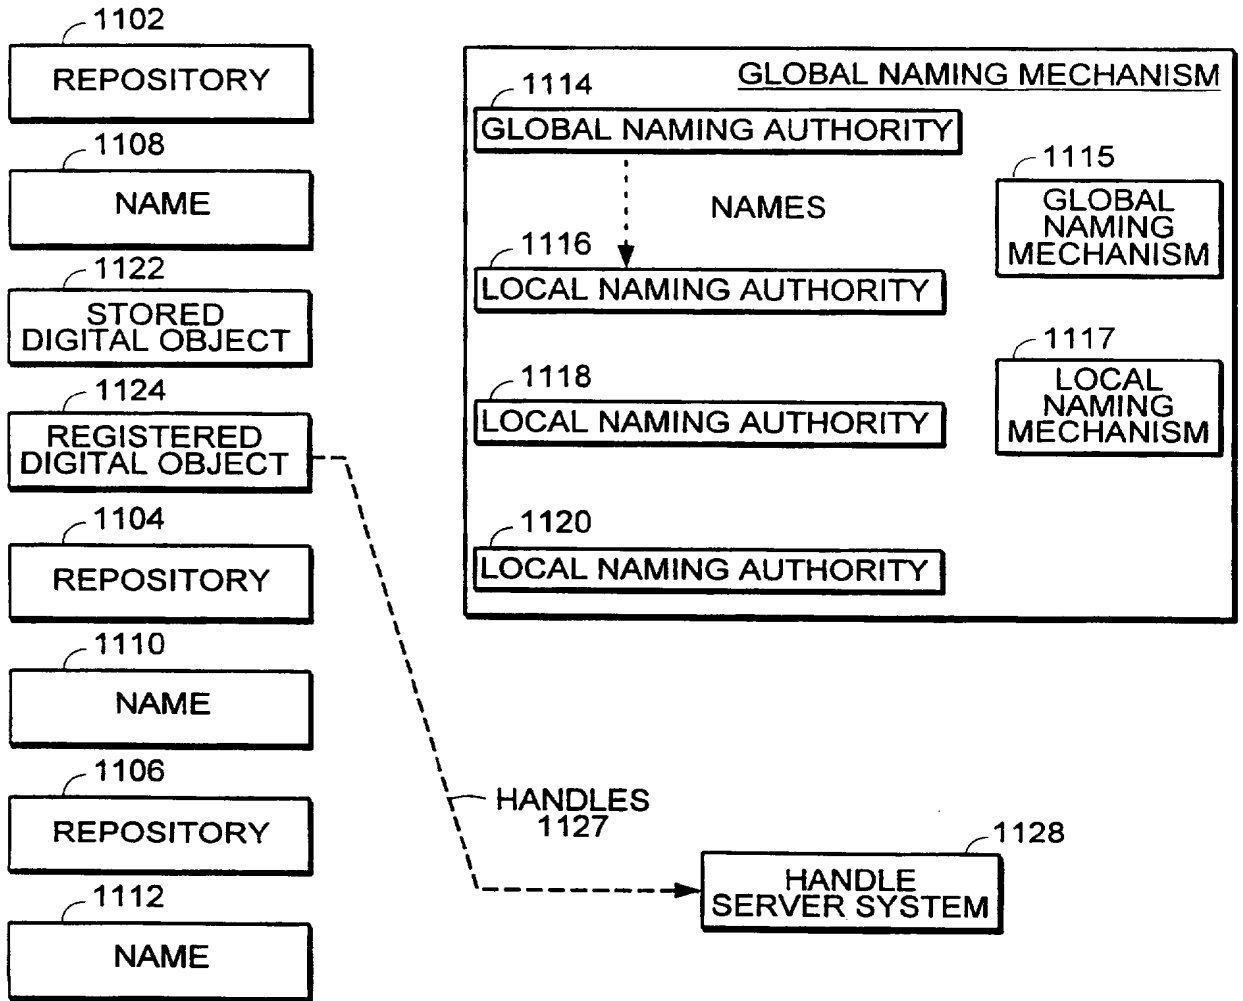 1102
REPOSITORY
1108
NAME
1122
STORED
DIGITAL OBJECT
1124
REGISTERED
DIGITAL OBJECT
1104
REPOSITORY
1110
NAME
1106
REPOSITORY
1112
NAME
GLOBAL NAMING MECHANISM
1114
GLOBAL NAMING AUTHORITY
NAMES
1116
LOCAL NAMING AUTHORITY
1118
LOCAL NAMING AUTHORITY
1120
LOCAL NAMING AUTHORITY
1115
GLOBAL
NAMING
MECHANISM
1117
LOCAL
NAMING
MECHANISM
HANDLES
1127
1128
HANDLE
SERVER SYSTEM